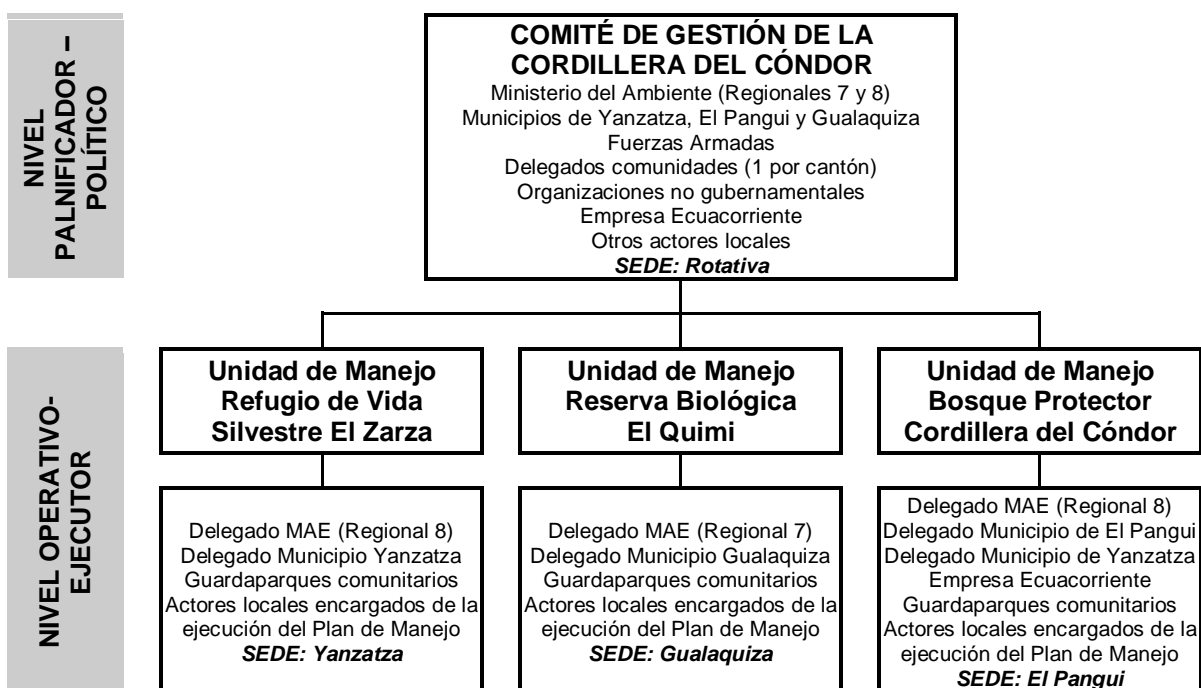 NIVEL
PALNIFICADOR –
POLÍTICO
COMITÉ DE GESTIÓN DE LA
CORDILLERA DEL CÓNDOR
Ministerio del Ambiente (Regionales 7 y 8)
Municipios de Yanzatza, El Pangui y Gualaquiza
Fuerzas Armadas
Delegados comunidades (1 por cantón)
Organizaciones no gubernamentales
Empresa Ecuacorriente
Otros actores locales
SEDE: Rotativa
NIVEL OPERATIVO-
EJECUTOR
Unidad de Manejo
Refugio de Vida
Silvestre El Zarza
Delegado MAE (Regional 8)
Delegado Municipio Yanzatza
Guardaparques comunitarios
Actores locales encargados de la
ejecución del Plan de Manejo
SEDE: Yanzatza
Unidad de Manejo
Reserva Biológica
El Quimi
Delegado MAE (Regional 7)
Delegado Municipio Gualaquiza
Guardaparques comunitarios
Actores locales encargados de la
ejecución del Plan de Manejo
SEDE: Gualaquiza
Unidad de Manejo
Bosque Protector
Cordillera del Cóndor
Delegado MAE (Regional 8)
Delegado Municipio de El Pangui
Delegado Municipio de Yanzatza
Empresa Ecuacorriente
Guardaparques comunitarios
Actores locales encargados de la
ejecución del Plan de Manejo
SEDE: El Pangui